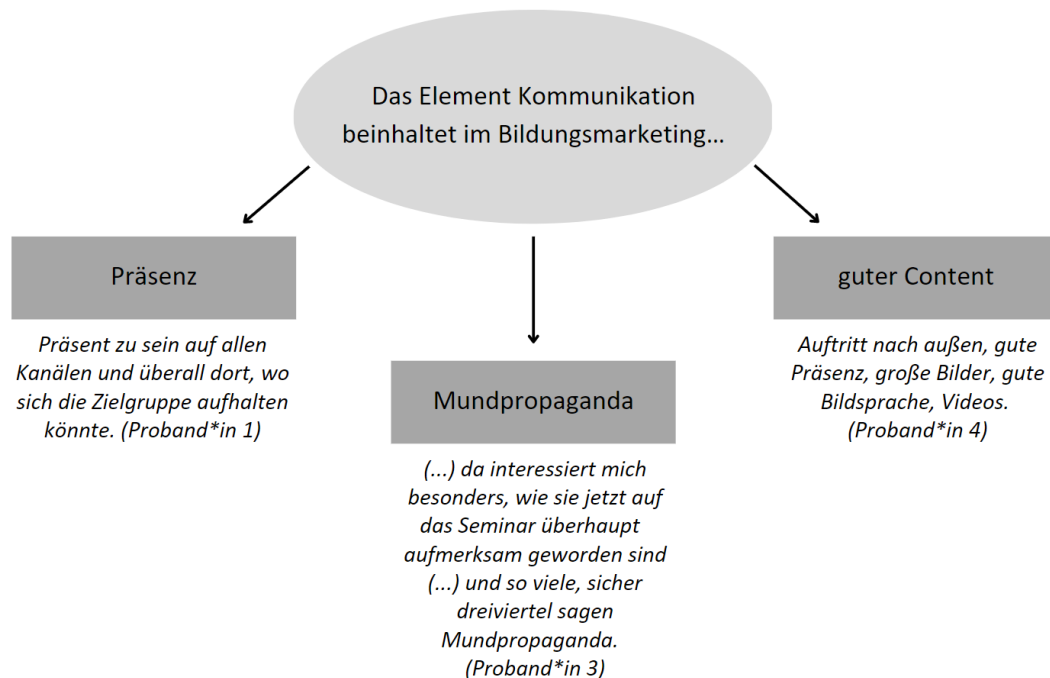 Das Element Kommunikation
beinhaltet im Bildungsmarketing…
Präsenz
Präsent zu sein auf allen
Kanälen und überall dort, wo
sich die Zielgruppe aufhalten
könnte. (Proband*in 1)
Mundpropaganda
(...) da interessiert mich
besonders, wie sie jetzt auf
das Seminar überhaupt
aufmerksam geworden sind
(...) und so viele, sicher
dreiviertel sagen
Mundpropaganda.
(Proband*in 3)
guter Content
Auftritt nach außen, gute
Präsenz, große Bilder, gute
Bildsprache, Videos.
(Proband*in 4)